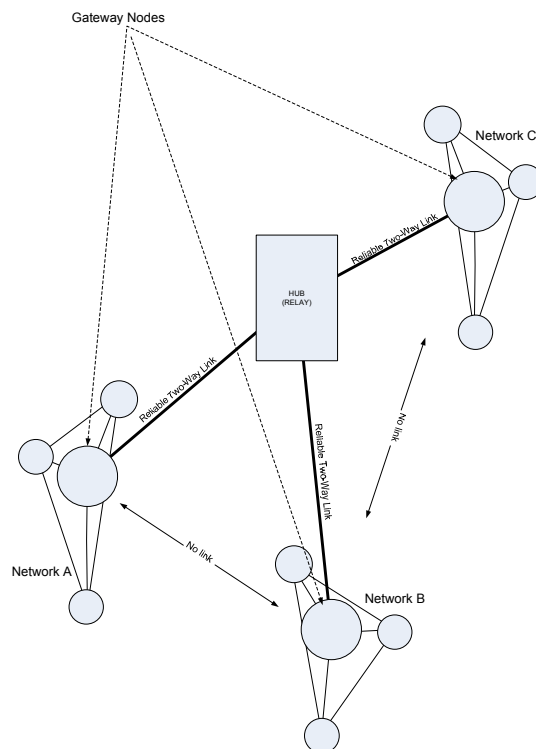 Gateway Nodes
Network C
Reliable Two-Way Link
HUB
(RELAY)
Reliable Two-Way Link
Reliable Two-Way Link
No link
No link
Network A
Network B